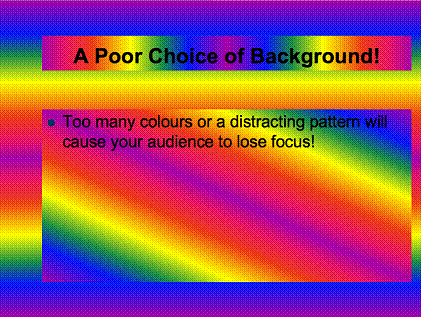 A Poor Choice of Background!
Too many colours or a distracting pattern will
cause your audience to lose focus!